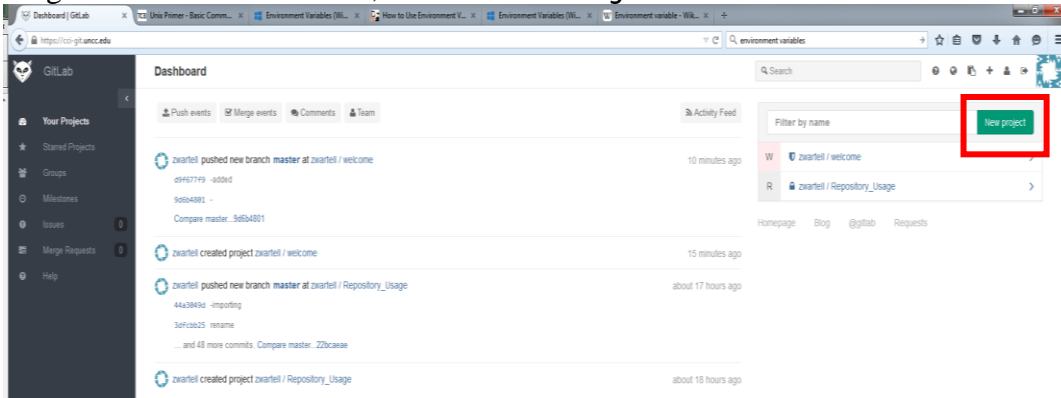 Dashboard | GitLab
Unix Primer - Basic Comm...
Environment Variables (Wi...
How to Use Environment V...
Environment Variables (Wi...
Environment variable - Wik...
https://cci-git.uncc.edu
environment variables
GitLab
Dashboard
Search
Push events
Merge events
Comments
Team
Activity Feed
Filter by name
New project
Your Projects
Starred Projects
Groups
Milestones
Issues 0
Merge Requests 0
Help
zwartell pushed new branch master at zwartell / welcome
10 minutes ago
d9f677f9 -added
9d6b4801 -
Compare master...9d6b4801
zwartell created project zwartell / welcome
15 minutes ago
zwartell pushed new branch master at zwartell / Repository_Usage
about 17 hours ago
44a3049d -importing
3dfcbb25 rename
... and 48 more commits. Compare master...22bcaeae
zwartell created project zwartell / Repository_Usage
about 18 hours ago
W zwartell / welcome
R zwartell / Repository_Usage
Homepage Blog @gitlab Requests